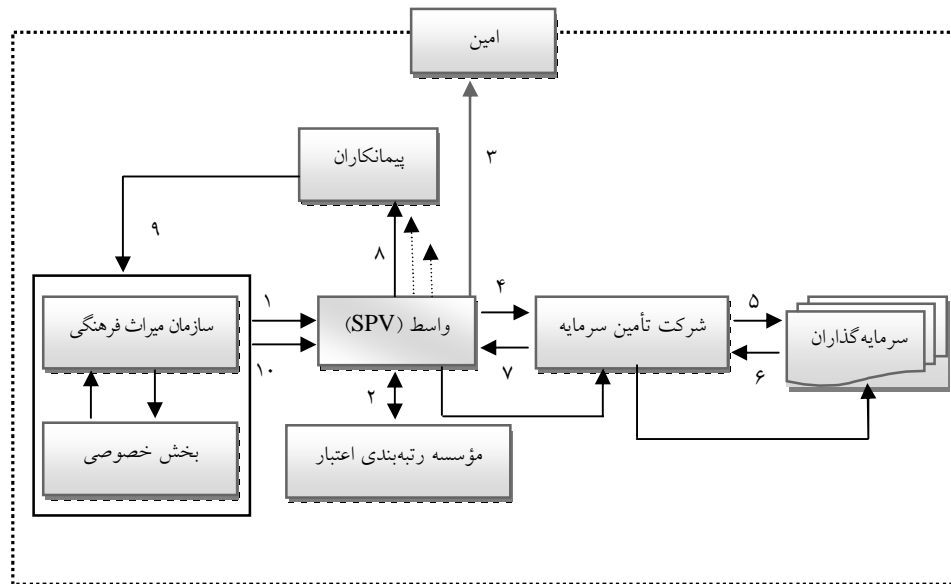 امین
پیمانکاران
۳
۹
۸
۱
۴
۵
سازمان میراث فرهنگی
واسط (SPV)
شرکت تأمین سرمایه
سرمایه‌گذاران
۱۰
۷
۶
۲
بخش خصوصی
مؤسسه رتبه‌بندی اعتبار